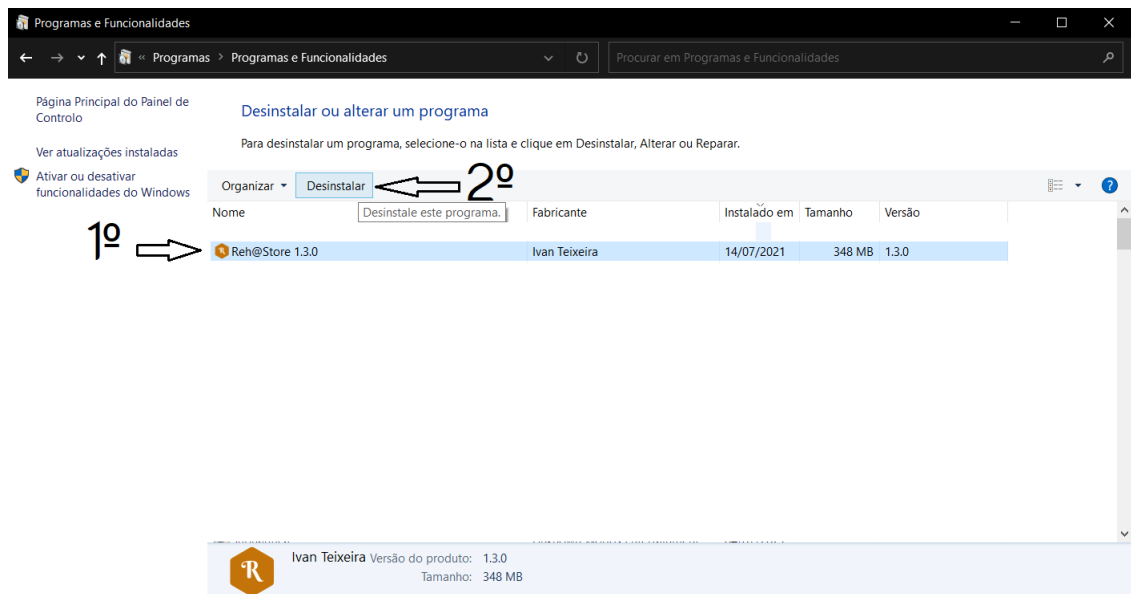 Programas e Funcionalidades
« Programas > Programas e Funcionalidades
Procurar em Programas e Funcionalidades
Página Principal do Painel de
Controlo
Ver atualizações instaladas
Ativar ou desativar
funcionalidades do Windows
Desinstalar ou alterar um programa
Para desinstalar um programa, selecione-o na lista e clique em Desinstalar, Alterar ou Reparar.
Organizar Desinstalar 2º
Desinstale este programa.
Nome Fabricante Instalado em Tamanho Versão
1º
Reh@Store 1.3.0 Ivan Teixeira 14/07/2021 348 MB 1.3.0
Ivan Teixeira Versão do produto: 1.3.0
Tamanho: 348 MB
R